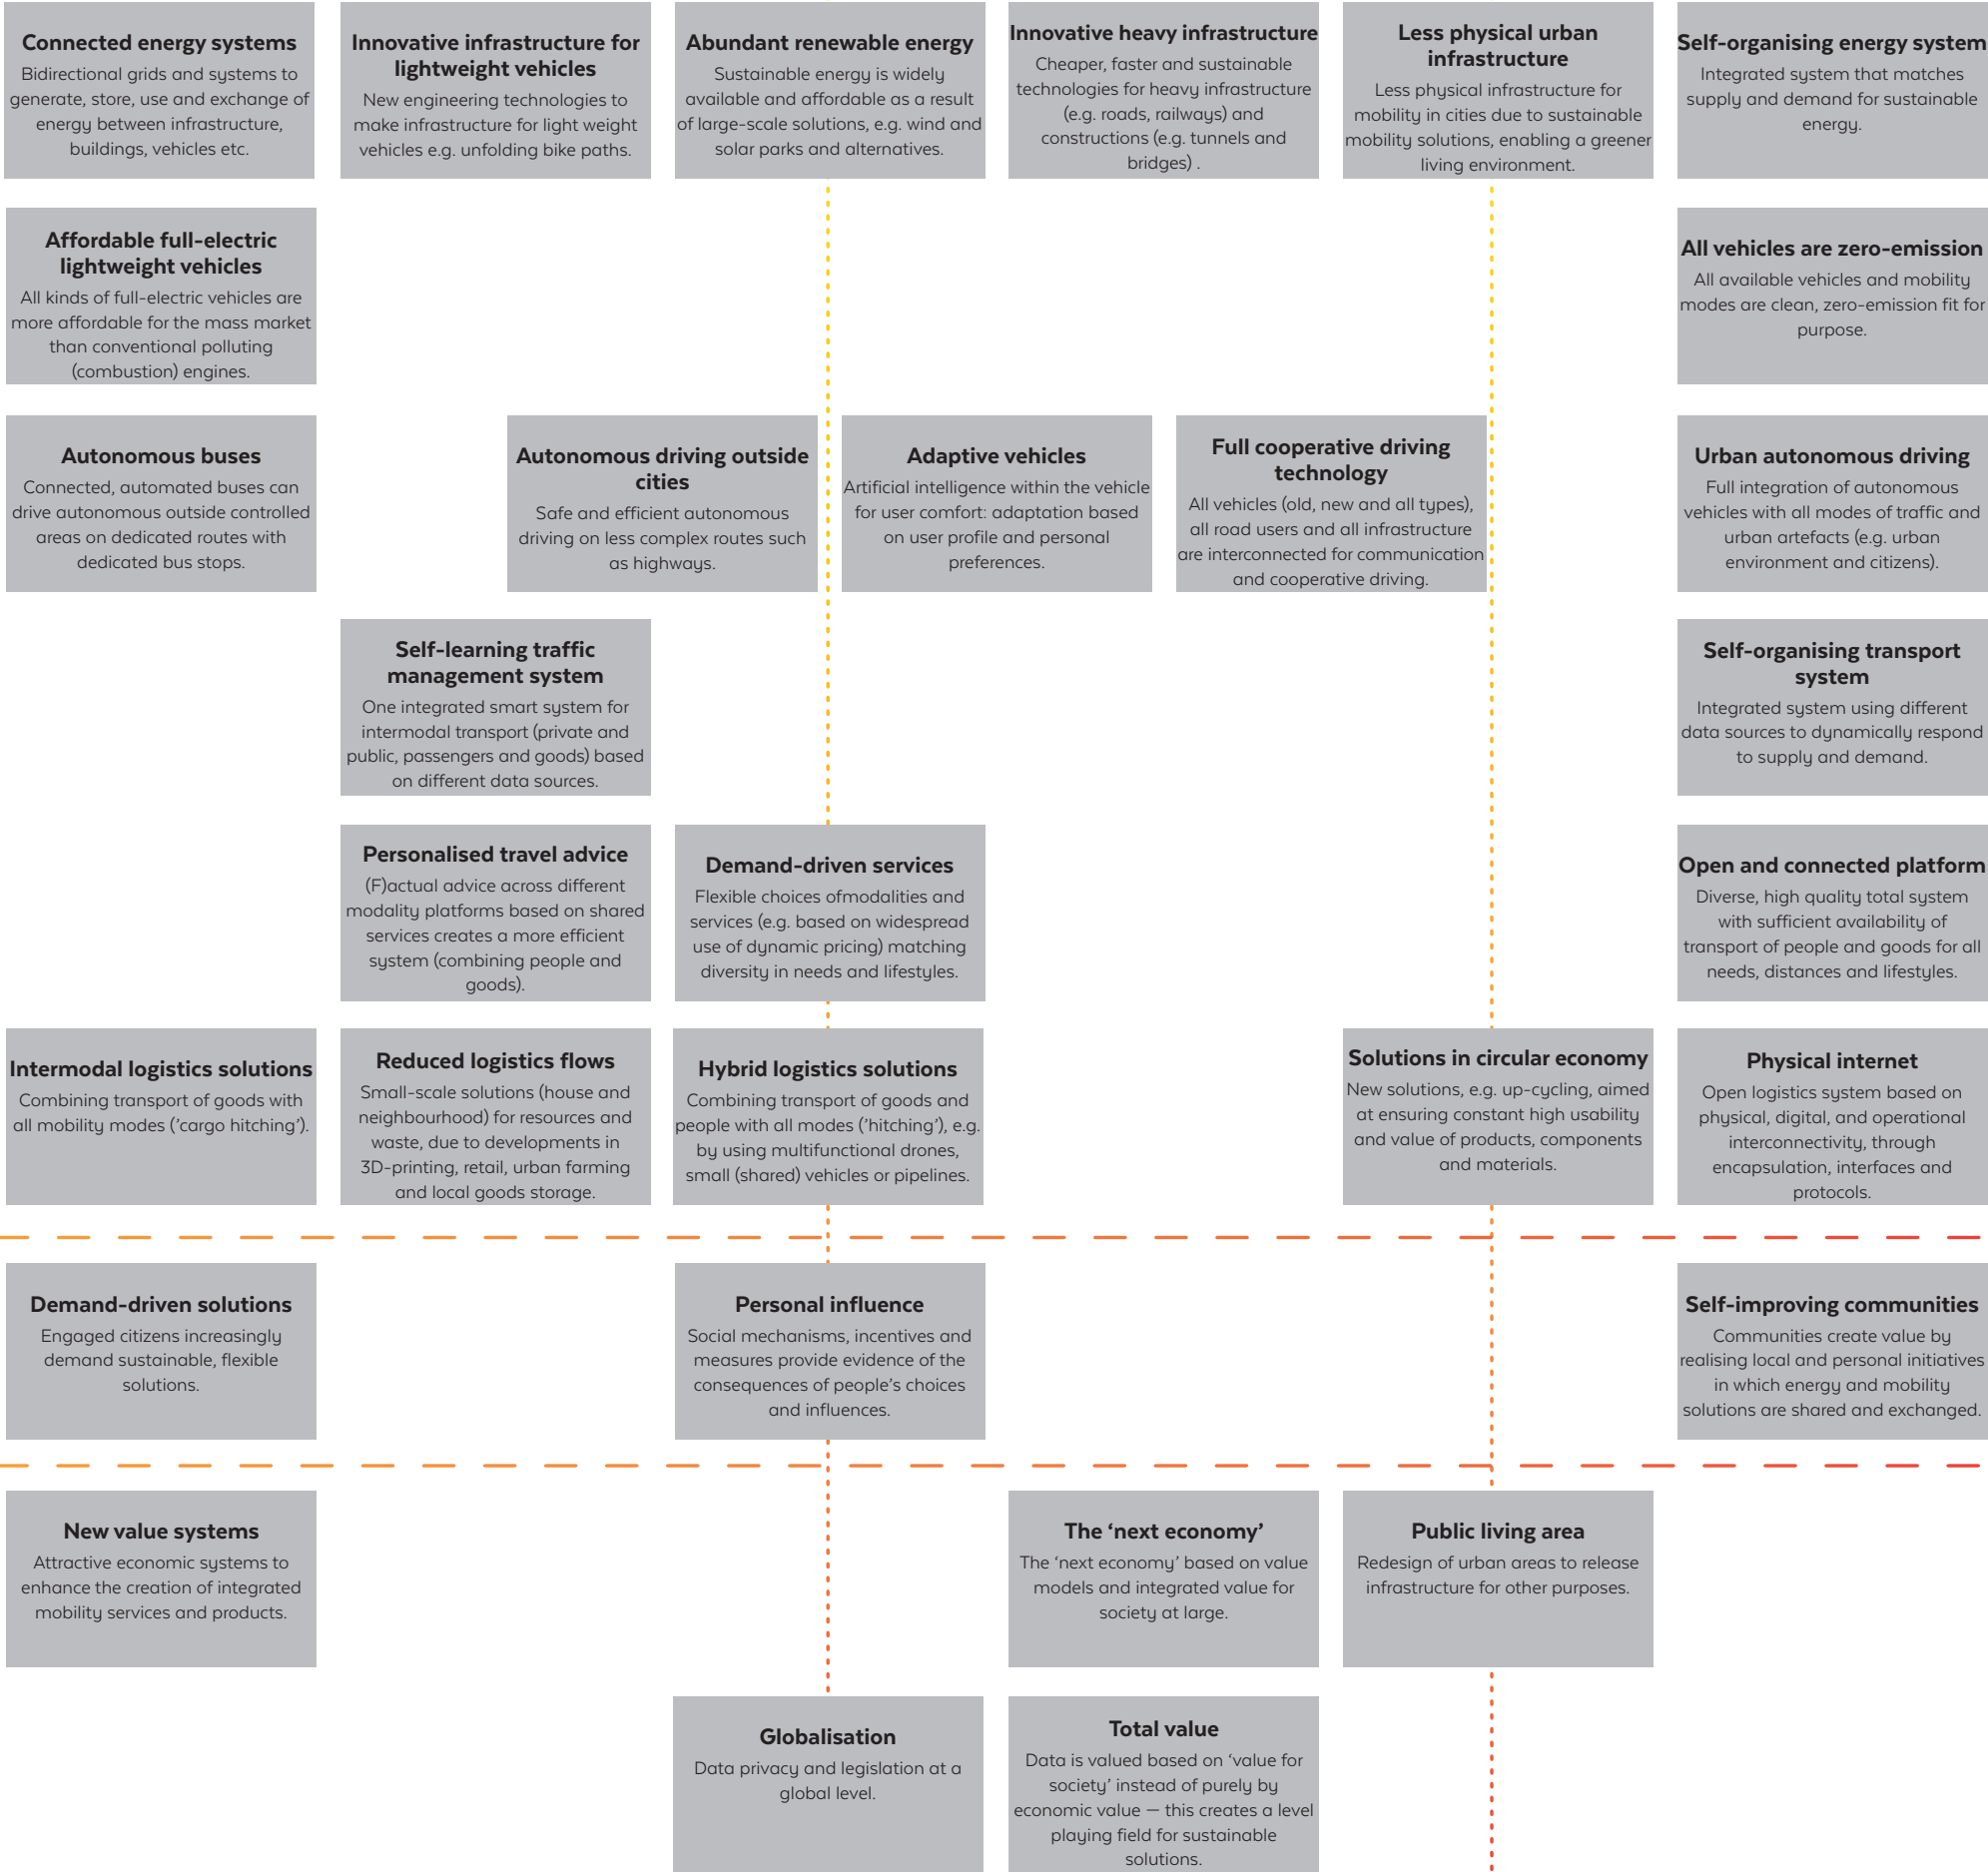 Connected energy systems
Bidirectional grids and systems to
generate, store, use and exchange of
energy between infrastructure,
buildings, vehicles etc.
Innovative infrastructure for
lightweight vehicles
New engineering technologies to
make infrastructure for light weight
vehicles e.g. unfolding bike paths.
Abundant renewable energy
Sustainable energy is widely
available and affordable as a result
of large-scale solutions, e.g. wind and
solar parks and alternatives.
Innovative heavy infrastructure
Cheaper, faster and sustainable
technologies for heavy infrastructure
(e.g. roads, railways) and
constructions (e.g. tunnels and
bridges) .
Less physical urban
infrastructure
Less physical infrastructure for
mobility in cities due to sustainable
mobility solutions, enabling a greener
living environment.
Self-organising energy system
Integrated system that matches
supply and demand for sustainable
energy.
Affordable full-electric
lightweight vehicles
All kinds of full-electric vehicles are
more affordable for the mass market
than conventional polluting
(combustion) engines.
All vehicles are zero-emission
All available vehicles and mobility
modes are clean, zero-emission fit for
purpose.
Autonomous buses
Connected, automated buses can
drive autonomous outside controlled
areas on dedicated routes with
dedicated bus stops.
Autonomous driving outside
cities
Safe and efficient autonomous
driving on less complex routes such
as highways.
Adaptive vehicles
Artificial intelligence within the vehicle
for user comfort: adaptation based
on user profile and personal
preferences.
Full cooperative driving
technology
All vehicles (old, new and all types),
all road users and all infrastructure
are interconnected for communication
and cooperative driving.
Urban autonomous driving
Full integration of autonomous
vehicles with all modes of traffic and
urban artefacts (e.g. urban
environment and citizens).
Self-learning traffic
management system
One integrated smart system for
intermodal transport (private and
public, passengers and goods) based
on different data sources.
Self-organising transport
system
Integrated system using different
data sources to dynamically respond
to supply and demand.
Personalised travel advice
(F)actual advice across different
modality platforms based on shared
services creates a more efficient
system (combining people and
goods).
Demand-driven services
Flexible choices ofmodalities and
services (e.g. based on widespread
use of dynamic pricing) matching
diversity in needs and lifestyles.
Open and connected platform
Diverse, high quality total system
with sufficient availability of
transport of people and goods for all
needs, distances and lifestyles.
Intermodal logistics solutions
Combining transport of goods with
all mobility modes ('cargo hitching').
Reduced logistics flows
Small-scale solutions (house and
neighbourhood) for resources and
waste, due to developments in
3D-printing, retail, urban farming
and local goods storage.
Hybrid logistics solutions
Combining transport of goods and
people with all modes ('hitching'), e.g.
by using multifunctional drones,
small (shared) vehicles or pipelines.
Solutions in circular economy
New solutions, e.g. up-cycling, aimed
at ensuring constant high usability
and value of products, components
and materials.
Physical internet
Open logistics system based on
physical, digital, and operational
interconnectivity, through
encapsulation, interfaces and
protocols.
Demand-driven solutions
Engaged citizens increasingly
demand sustainable, flexible
solutions.
Personal influence
Social mechanisms, incentives and
measures provide evidence of the
consequences of people's choices
and influences.
Self-improving communities
Communities create value by
realising local and personal initiatives
in which energy and mobility
solutions are shared and exchanged.
New value systems
Attractive economic systems to
enhance the creation of integrated
mobility services and products.
The 'next economy'
The 'next economy' based on value
models and integrated value for
society at large.
Public living area
Redesign of urban areas to release
infrastructure for other purposes.
Globalisation
Data privacy and legislation at a
global level.
Total value
Data is valued based on 'value for
society' instead of purely by
economic value — this creates a level
playing field for sustainable
solutions.